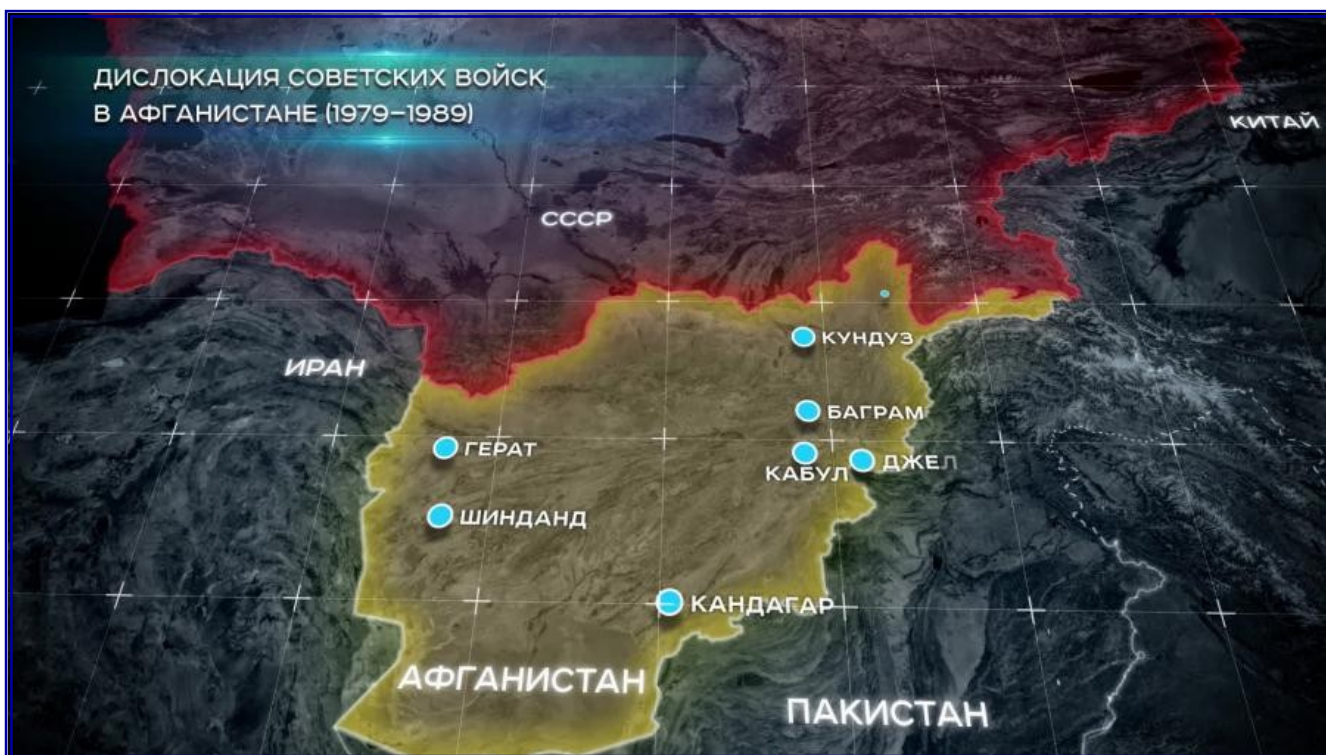 ДИСЛОКАЦИЯ СОВЕТСКИХ ВОЙСК
В АФГАНИСТАНЕ (1979–1989)
КИТАЙ
СССР
КУНДУЗ
ИРАН
БАГРАМ
ГЕРАТ
КАБУЛ
ДЖЕЛ
ШИНДАНД
КАНДАГАР
АФГАНИСТАН
ПАКИСТАН